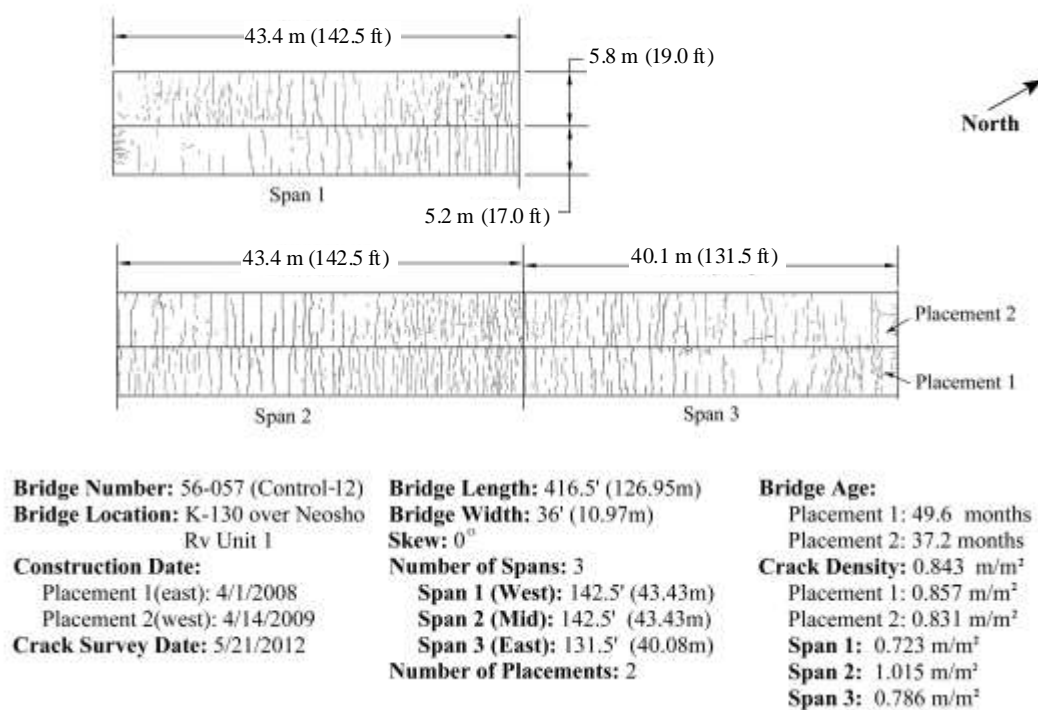 43.4 m (142.5 ft)
5.8 m (19.0 ft)
North
Span 1
5.2 m (17.0 ft)
43.4 m (142.5 ft)
40.1 m (131.5 ft)
Placement 2
Placement 1
Span 2
Span 3
Bridge Number: 56-057 (Control-12)
Bridge Location: K-130 over Neosho
Rv Unit 1
Construction Date:
Placement 1(east): 4/1/2008
Placement 2(west): 4/14/2009
Crack Survey Date: 5/21/2012
Bridge Length: 416.5' (126.95m)
Bridge Width: 36' (10.97m)
Skew: 0°
Number of Spans: 3
Span 1 (West): 142.5' (43.43m)
Span 2 (Mid): 142.5' (43.43m)
Span 3 (East): 131.5' (40.08m)
Number of Placements: 2
Bridge Age:
Placement 1: 49.6 months
Placement 2: 37.2 months
Crack Density: 0.843 m/m²
Placement 1: 0.857 m/m²
Placement 2: 0.831 m/m²
Span 1: 0.723 m/m²
Span 2: 1.015 m/m²
Span 3: 0.786 m/m²